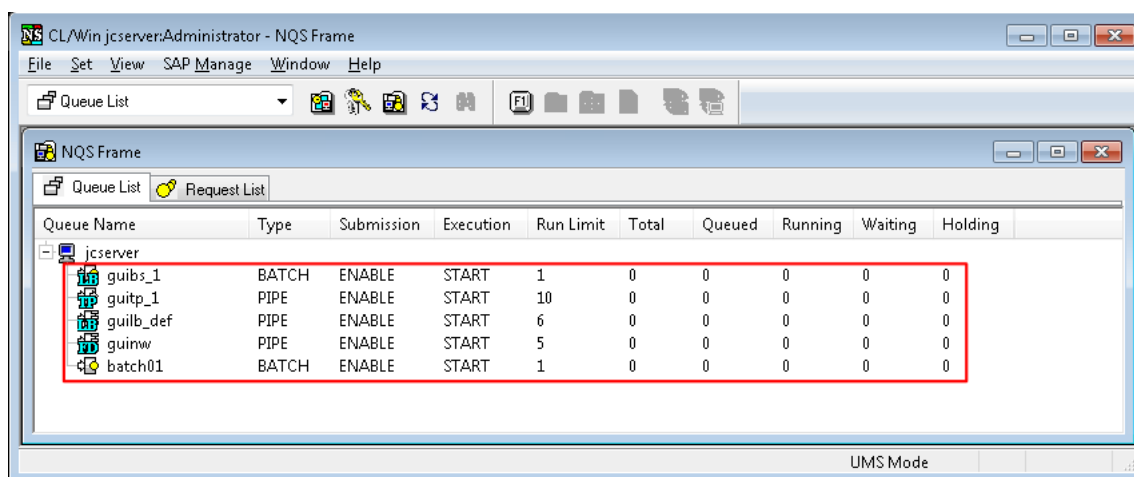 NS CL/Win jcserver:Administrator - NQS Frame
File Set View SAP Manage Window Help
Queue List F1
NQS Frame
Queue List Request List
Queue Name Type Submission Execution Run Limit Total Queued Running Waiting Holding
jcserver
guibs_1 BATCH ENABLE START 1 0 0 0 0 0
guitp_1 PIPE ENABLE START 10 0 0 0 0 0
guilb_def PIPE ENABLE START 6 0 0 0 0 0
guinw PIPE ENABLE START 5 0 0 0 0 0
batch01 BATCH ENABLE START 1 0 0 0 0 0
UMS Mode